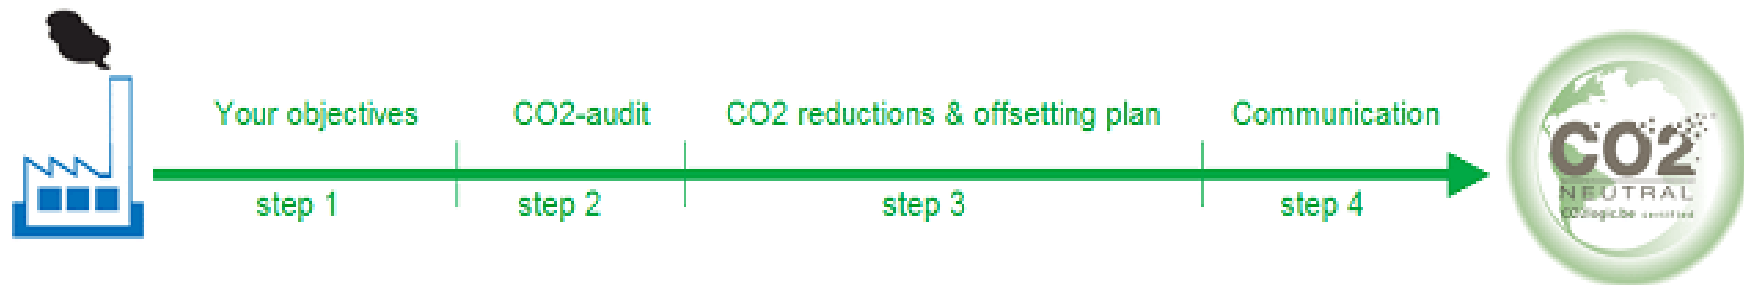 Your objectives
CO2-audit
CO2 reductions & offsetting plan
Communication
step 1
step 2
step 3
step 4
CO2
NEUTRAL
CO2logic.be certified